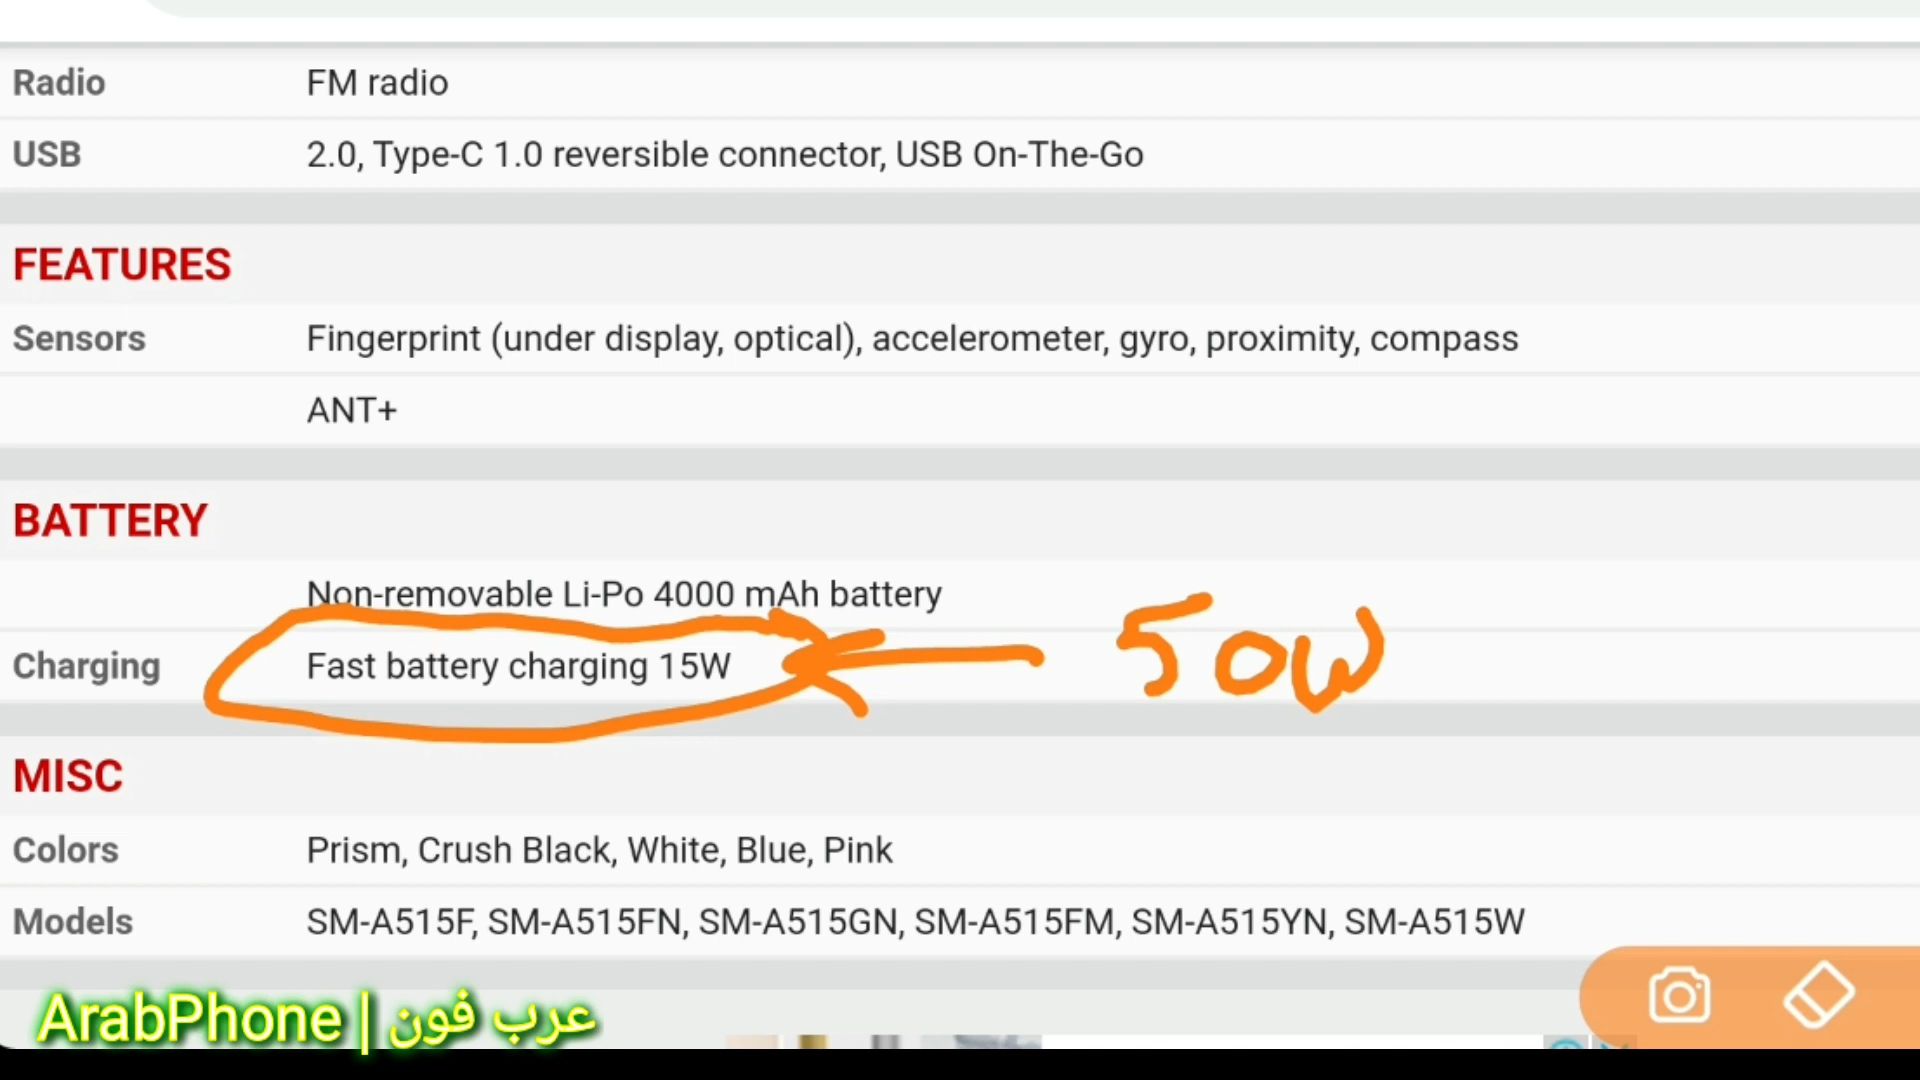 Radio FM radio
USB 2.0, Type-C 1.0 reversible connector, USB On-The-Go
FEATURES
Sensors Fingerprint (under display, optical), accelerometer, gyro, proximity, compass
ANT+
BATTERY
Non-removable Li-Po 4000 mAh battery
Charging Fast battery charging 15W
50W
MISC
Colors Prism, Crush Black, White, Blue, Pink
Models SM-A515F, SM-A515FN, SM-A515GN, SM-A515FM, SM-A515YN, SM-A515W
ArabPhone | عرب فون